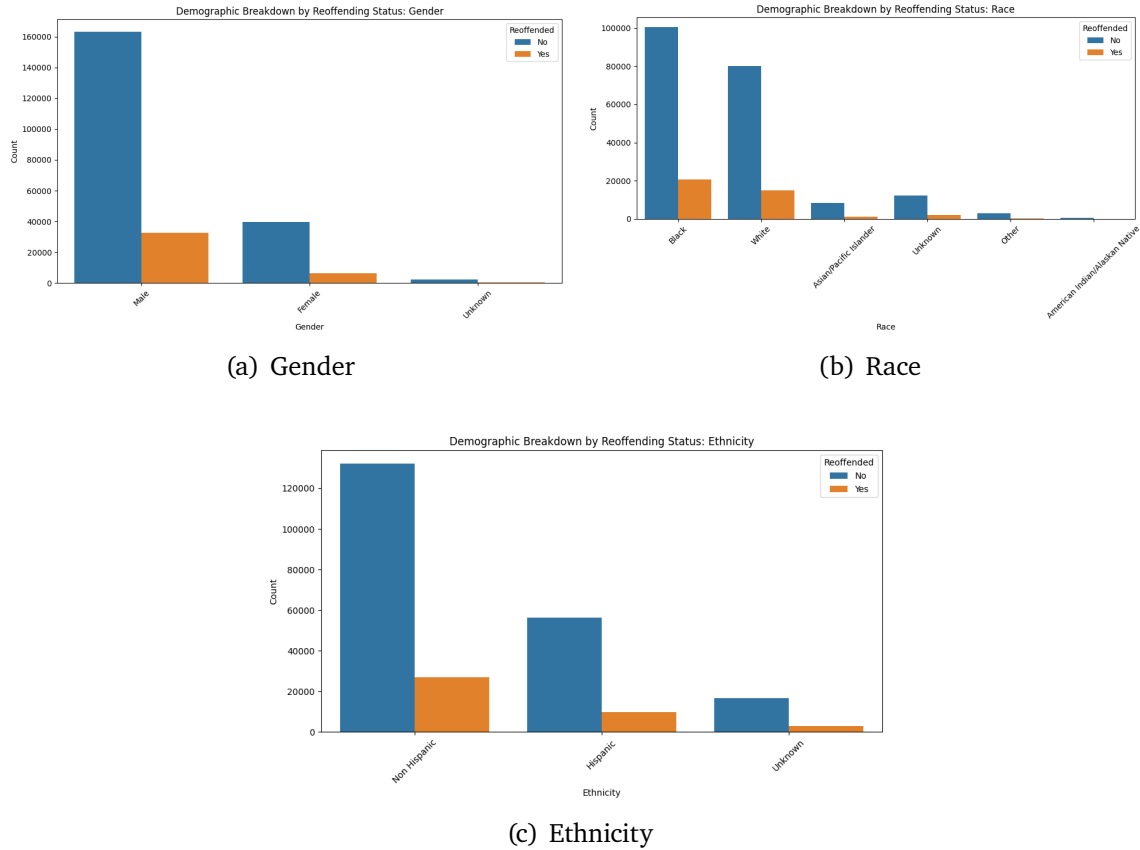 Demographic Breakdown by Reoffending Status: Gender
Reoffended
No
Yes
160000
140000
120000
100000
80000
60000
40000
20000
0
Count
Male
Female
Unknown
Gender
(a) Gender
Demographic Breakdown by Reoffending Status: Race
Reoffended
No
Yes
100000
80000
60000
40000
20000
0
Count
Black
White
Asian/Pacific Islander
Unknown
Other
American Indian/Alaskan Native
Race
(b) Race
Demographic Breakdown by Reoffending Status: Ethnicity
Reoffended
No
Yes
120000
100000
80000
60000
40000
20000
0
Count
Non Hispanic
Hispanic
Unknown
Ethnicity
(c) Ethnicity